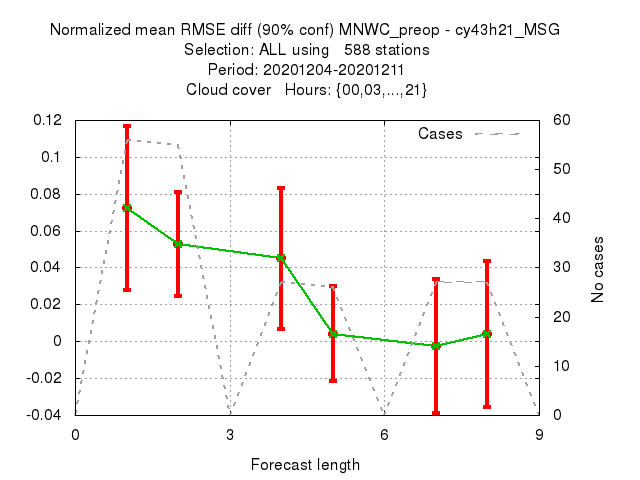 Normalized mean RMSE diff (90% conf) MNWC_preop - cy43h21_MSG
Selection: ALL using 588 stations
Period: 20201204-20201211
Cloud cover Hours: {00,03,...,21}
Cases
0.12
0.1
0.08
0.06
0.04
0.02
0
-0.02
-0.04
60
50
40
30
20
10
0
No cases
0 3 6 9
Forecast length